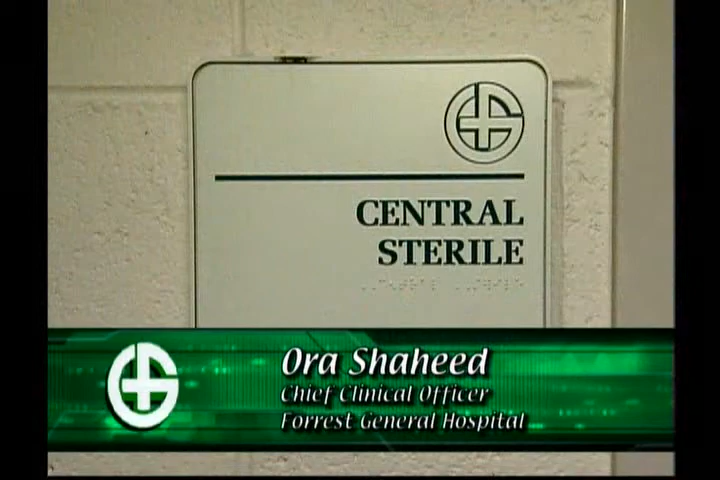 CENTRAL
STERILE
Ora Shaheed
Chief Clinical Officer
Forrest General Hospital